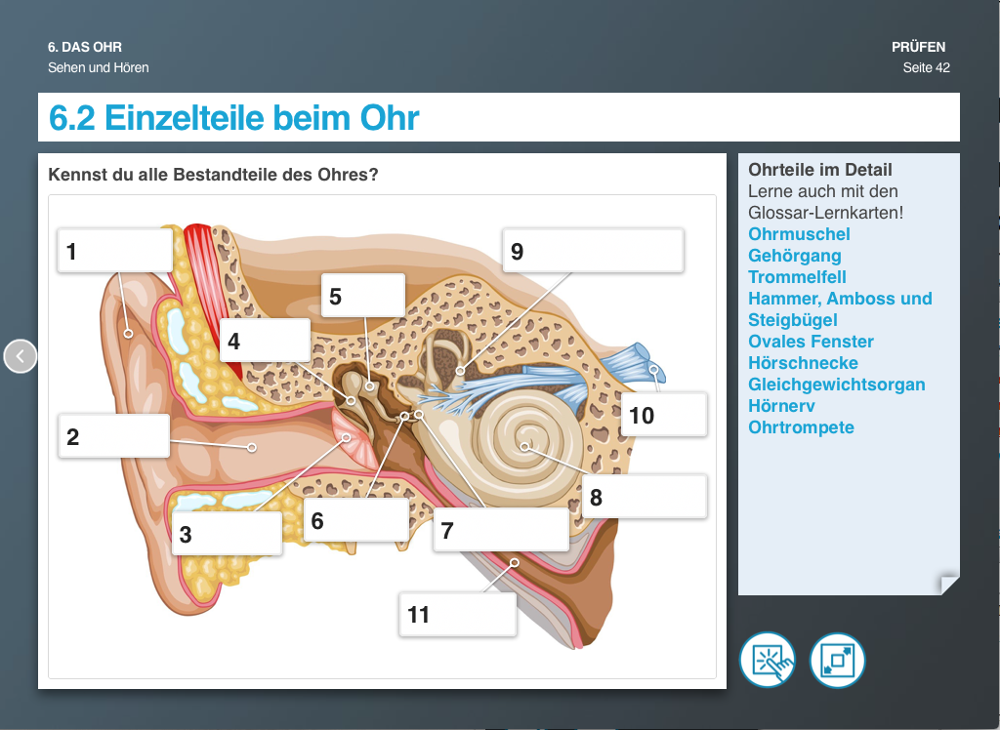 6. DAS OHR
Sehen und Hören
PRÜFEN
Seite 42
6.2 Einzelteile beim Ohr
Kennst du alle Bestandteile des Ohres?
1
2
3
4
5
6
7
8
9
10
11
Ohrteile im Detail
Lerne auch mit den
Glossar-Lernkarten!
Ohrmuschel
Gehörgang
Trommelfell
Hammer, Amboss und
Steigbügel
Ovales Fenster
Hörschnecke
Gleichgewichtsorgan
Hörnerv
Ohrtrompete